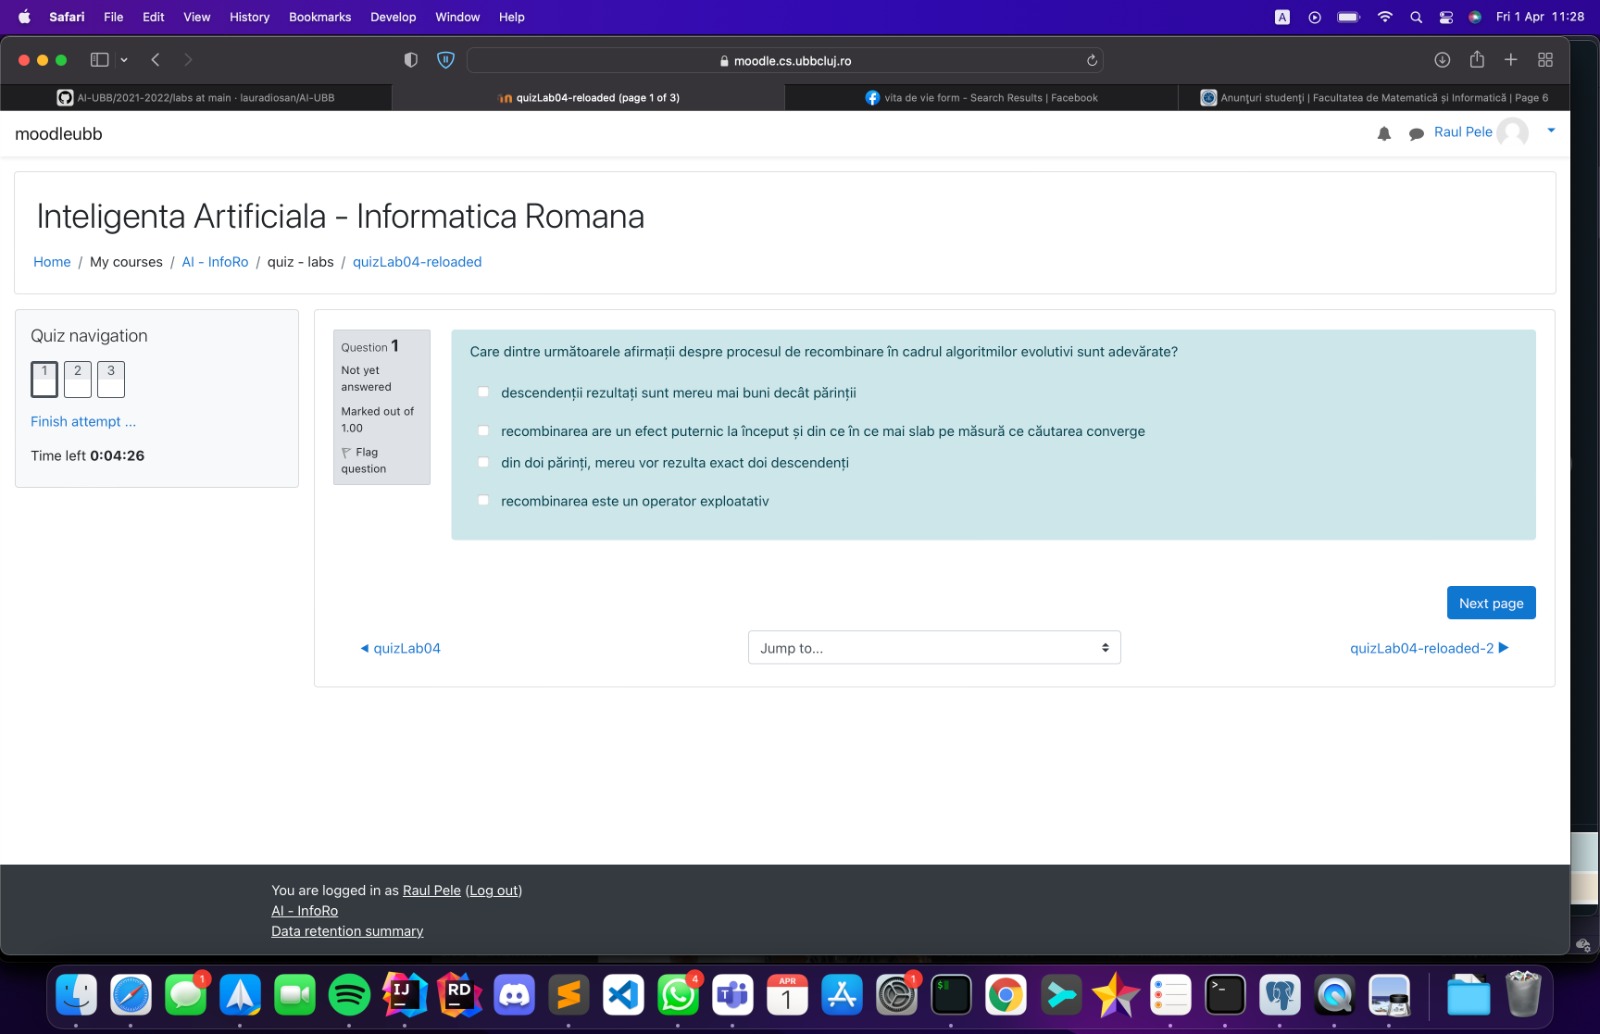 Safari File Edit View History Bookmarks Develop Window Help A Fri 1 Apr 11:28
moodle.cs.ubbcluj.ro
AI-UBB/2021-2022/labs at main · lauradiosan/AI-UBB
quizLab04-reloaded (page 1 of 3)
vita de vie form - Search Results | Facebook
Anunţuri studenţi | Facultatea de Matematică şi Informatică | Page 6
moodleubb
Raul Pele
Inteligenta Artificiala - Informatica Romana
Home / My courses / AI - InfoRo / quiz - labs / quizLab04-reloaded
Quiz navigation
1 2 3
Finish attempt ...
Time left 0:04:26
Question 1
Not yet
answered
Marked out of
1.00
Flag
question
Care dintre următoarele afirmații despre procesul de recombinare în cadrul algoritmilor evolutivi sunt adevărate?
descendenții rezultați sunt mereu mai buni decât părinții
recombinarea are un efect puternic la început și din ce în ce mai slab pe măsură ce căutarea converge
din doi părinți, mereu vor rezulta exact doi descendenți
recombinarea este un operator exploatativ
Next page
◀ quizLab04
Jump to...
quizLab04-reloaded-2 ▶
You are logged in as Raul Pele (Log out)
AI - InfoRo
Data retention summary
1
IJ
RD
4
APR
1
1
$
>_